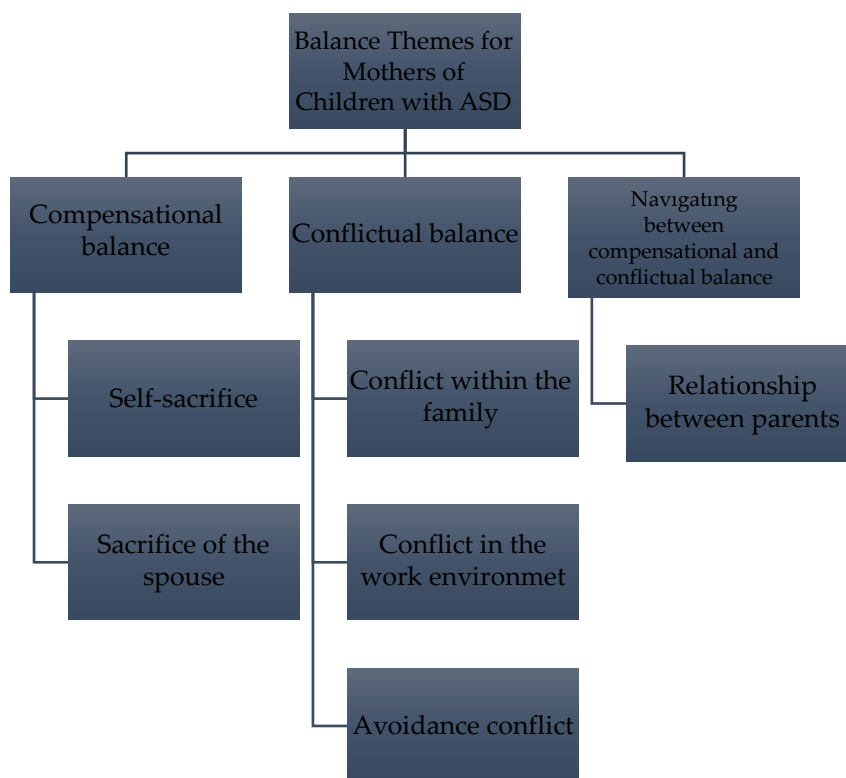 Balance Themes for
Mothers of
Children with ASD
Compensational
balance
Conflictual balance
Navıgatıng
between
compensational and
conflictual balance
Self-sacrifice
Conflict within the
family
Relationship
between parents
Sacrifice of the
spouse
Conflict in the
work environmet
Avoidance conflict